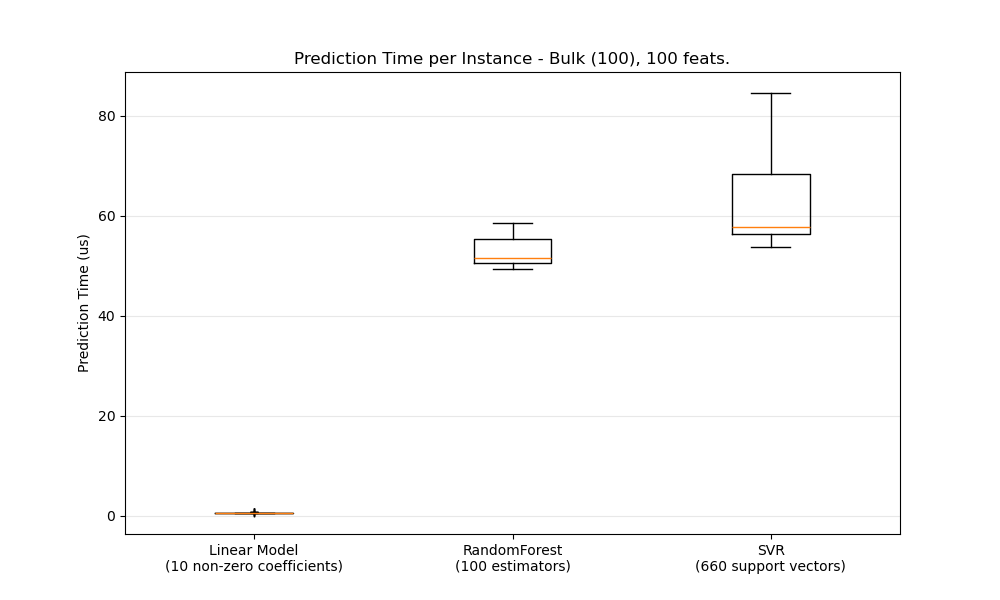 Prediction Time per Instance - Bulk (100), 100 feats.
Prediction Time (us)
80
60
40
20
0
Linear Model
(10 non-zero coefficients)
RandomForest
(100 estimators)
SVR
(660 support vectors)